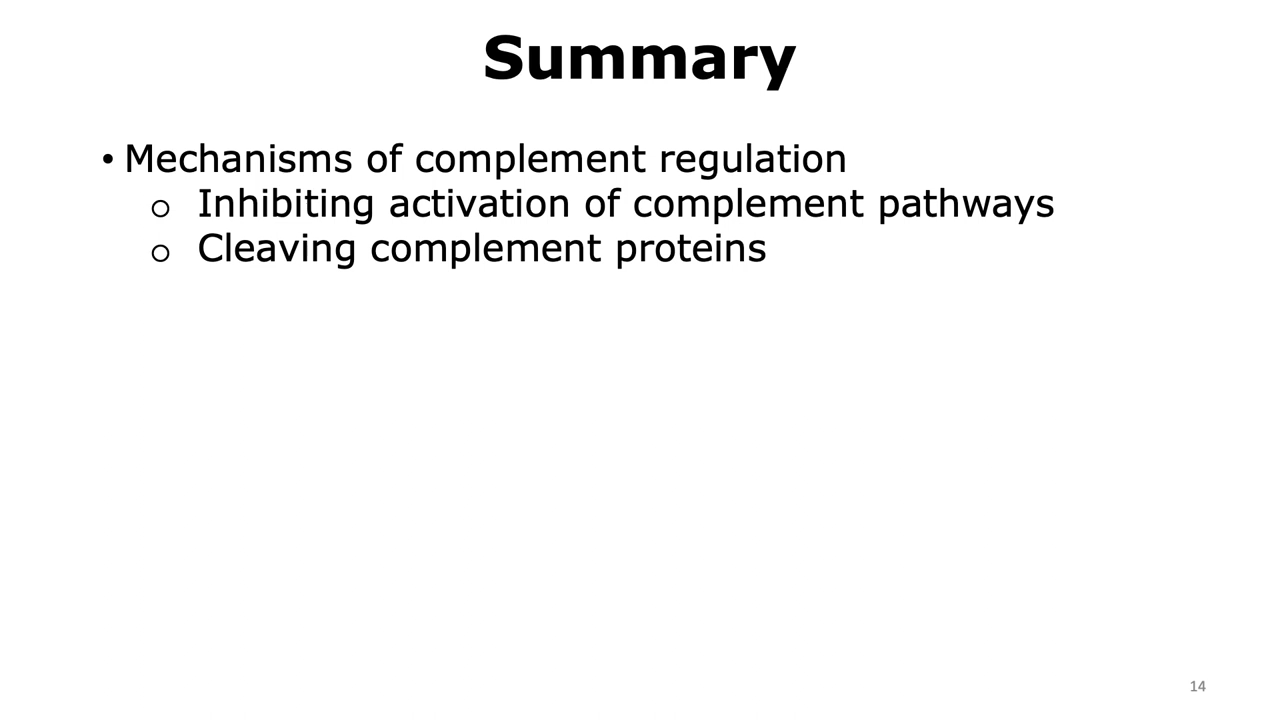 Summary
• Mechanisms of complement regulation
o Inhibiting activation of complement pathways
o Cleaving complement proteins
14